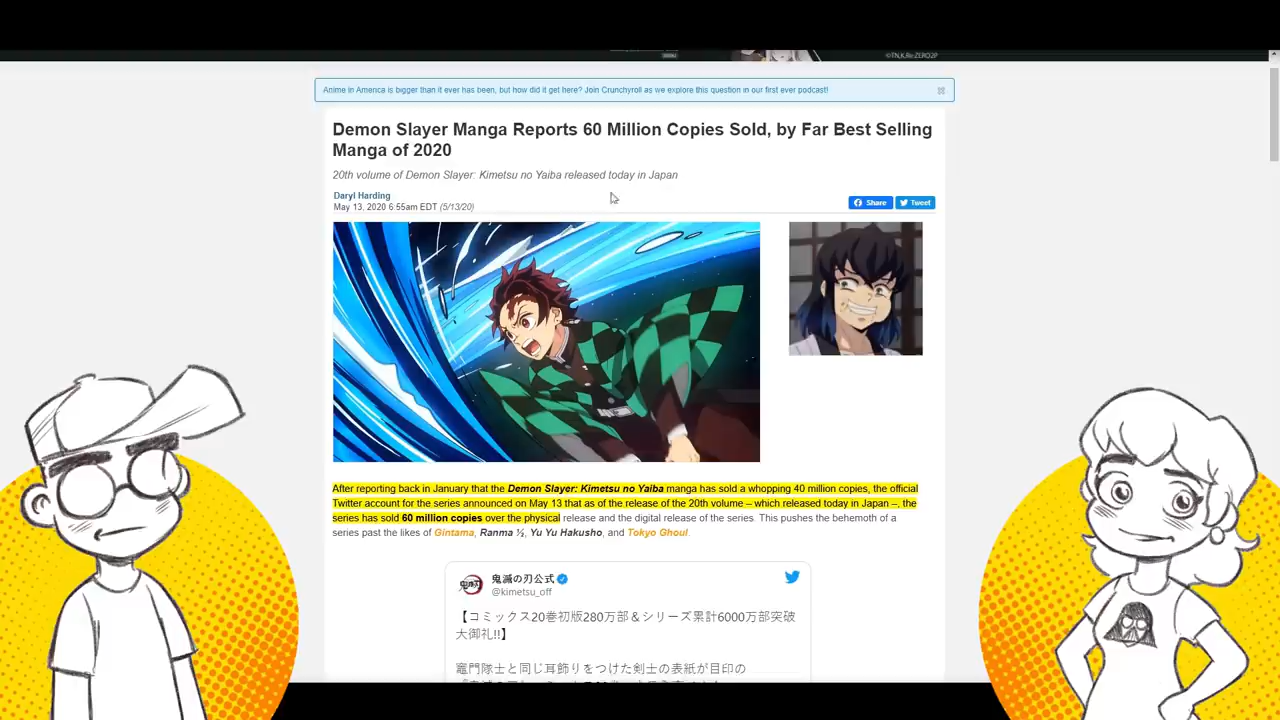 ©TN,K,Re:ZERO2P
Anime in America is bigger than it ever has been, but how did it get here? Join Crunchyroll as we explore this question in our first ever podcast!
Demon Slayer Manga Reports 60 Million Copies Sold, by Far Best Selling
Manga of 2020
20th volume of Demon Slayer: Kimetsu no Yaiba released today in Japan
Daryl Harding
May 13, 2020 6:55am EDT (5/13/20)
Share Tweet
After reporting back in January that the Demon Slayer: Kimetsu no Yaiba manga has sold a whopping 40 million copies, the official
Twitter account for the series announced on May 13 that as of the release of the 20th volume – which released today in Japan –, the
series has sold 60 million copies over the physical release and the digital release of the series. This pushes the behemoth of a
series past the likes of Gintama, Ranma ½, Yu Yu Hakusho, and Tokyo Ghoul.
鬼滅の刃公式
@kimetsu_off
【コミックス20巻初版280万部＆シリーズ累計6000万部突破
大御礼!!】
竈門隊士と同じ耳飾りをつけた剣士の表紙が目印の